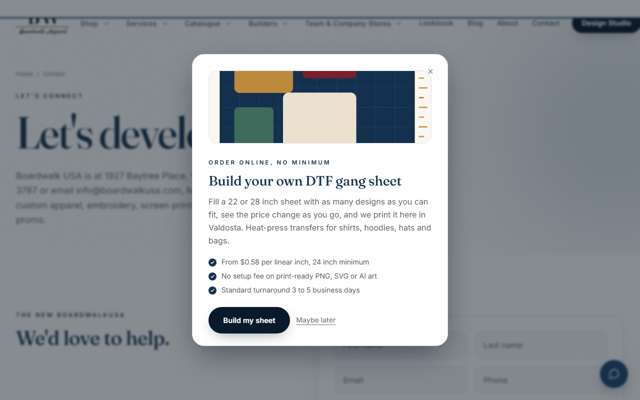 BW
Boardwalk Apparel
Shop
Services
Catalogue
Builders
Team & Company Stores
Lookbook
Blog
About
Contact
Design Studio
Home / Contact
LET'S CONNECT
Let's devel
Boardwalk USA is at 1917 Baytree Place,
3787 or email info@boardwalkusa.com,
custom apparel, embroidery, screen-print
promo.
THE NEW BOARDWALKUSA
We'd love to help.
ORDER ONLINE, NO MINIMUM
Build your own DTF gang sheet
Fill a 22 or 28 inch sheet with as many designs as you can
fit, see the price change as you go, and we print it here in
Valdosta. Heat-press transfers for shirts, hoodies, hats and
bags.
From $0.58 per linear inch, 24 inch minimum
No setup fee on print-ready PNG, SVG or AI art
Standard turnaround 3 to 5 business days
Build my sheet
Maybe later
Last name
Email
Phone